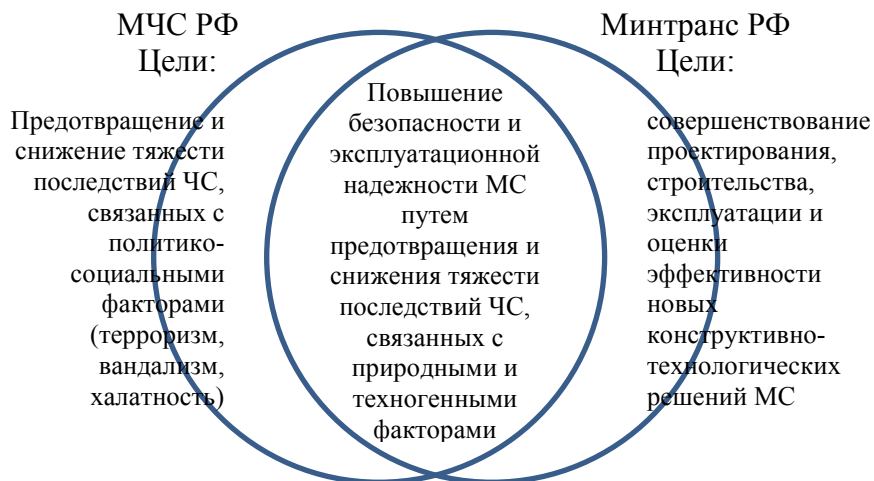 МЧС РФ
Цели:
Предотвращение и
снижение тяжести
последствий ЧС,
связанных с
политико-
социальными
факторами
(терроризм,
вандализм,
халатность)
Повышение
безопасности и
эксплуатационной
надежности МС
путем
предотвращения и
снижения тяжести
последствий ЧС,
связанных с
природными и
техногенными
факторами
Минтранс РФ
Цели:
совершенствование
проектирования,
строительства,
эксплуатации и
оценки
эффективности
новых
конструктивно-
технологических
решений МС